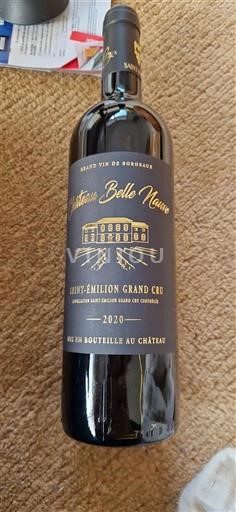 GRAND VIN DE BORDEAUX
Château Belle Nauve
VINIOU
SAINT-ÉMILION GRAND CRU
APPELLATION SAINT-ÉMILION GRAND CRU CONTRÔLÉE
2020
MIS EN BOUTEILLE AU CHÂTEAU